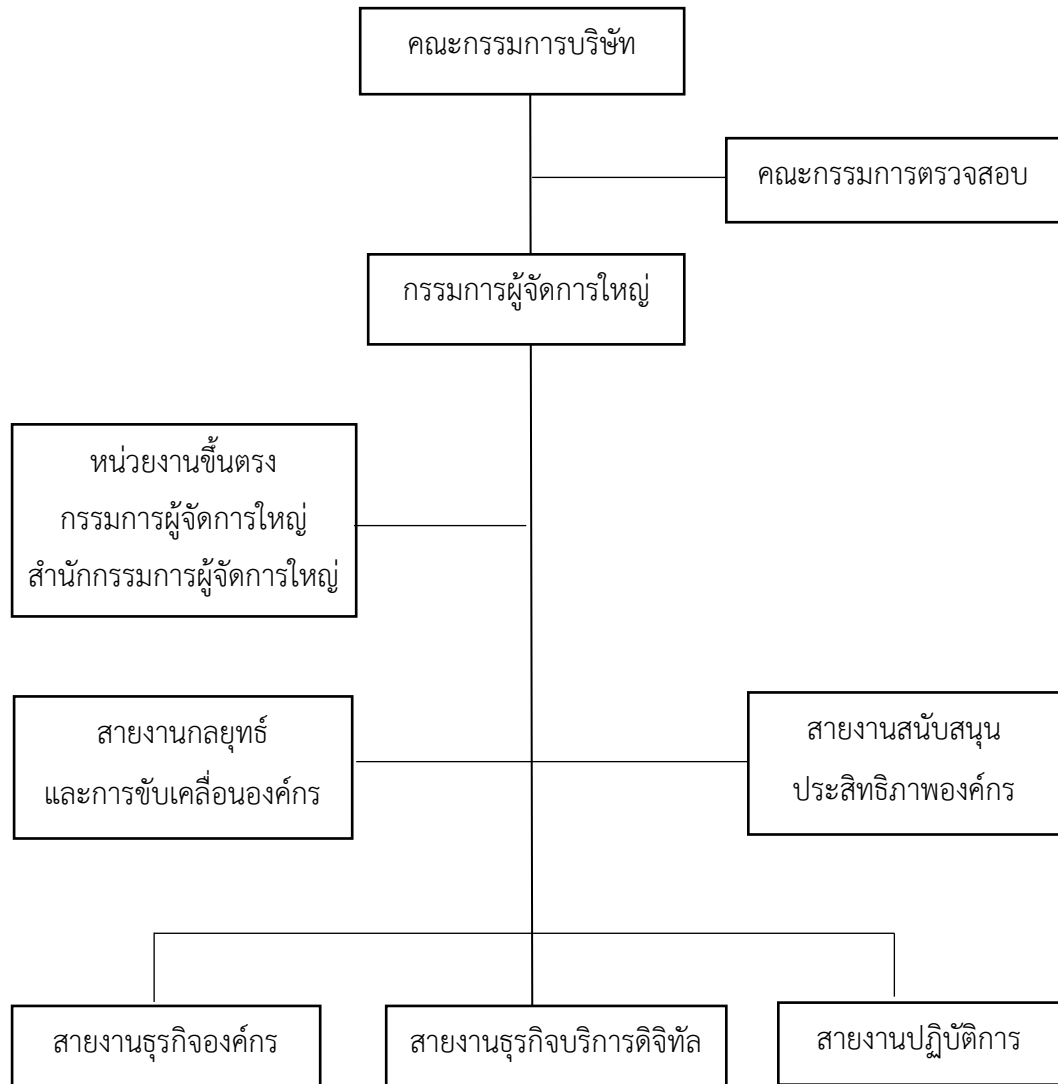 คณะกรรมการบริษัท
คณะกรรมการตรวจสอบ
กรรมการผู้จัดการใหญ่
หน่วยงานขึ้นตรง
กรรมการผู้จัดการใหญ่
สำนักกรรมการผู้จัดการใหญ่
สายงานกลยุทธ์
และการขับเคลื่อนองค์กร
สายงานสนับสนุน
ประสิทธิภาพองค์กร
สายงานธุรกิจองค์กร
สายงานธุรกิจบริการดิจิทัล
สายงานปฏิบัติการ